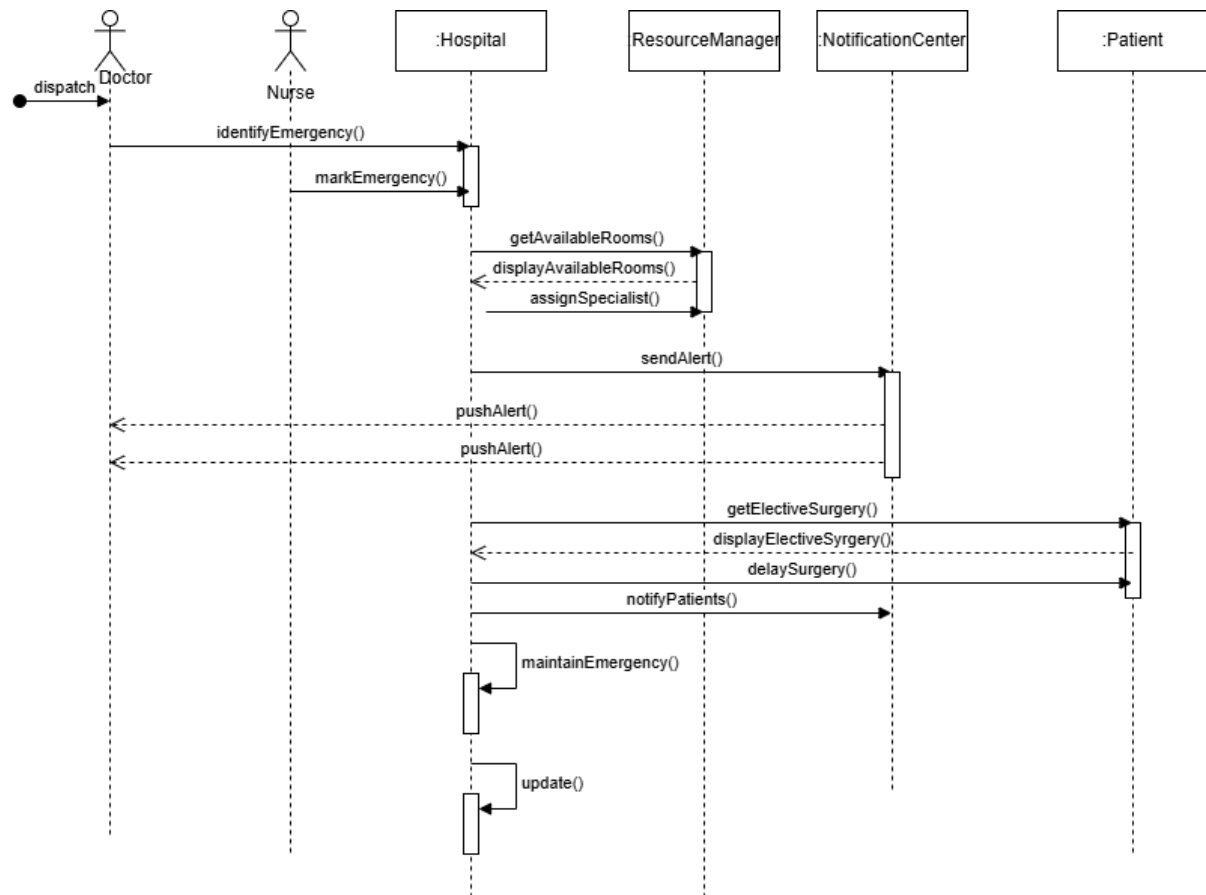 :Hospital
:ResourceManager
:NotificationCenter
:Patient
Doctor
dispatch
Nurse
identifyEmergency()
markEmergency()
getAvailableRooms()
displayAvailableRooms()
assignSpecialist()
sendAlert()
pushAlert()
pushAlert()
getElectiveSurgery()
displayElectiveSyrgery()
delaySurgery()
notifyPatients()
maintainEmergency()
update()